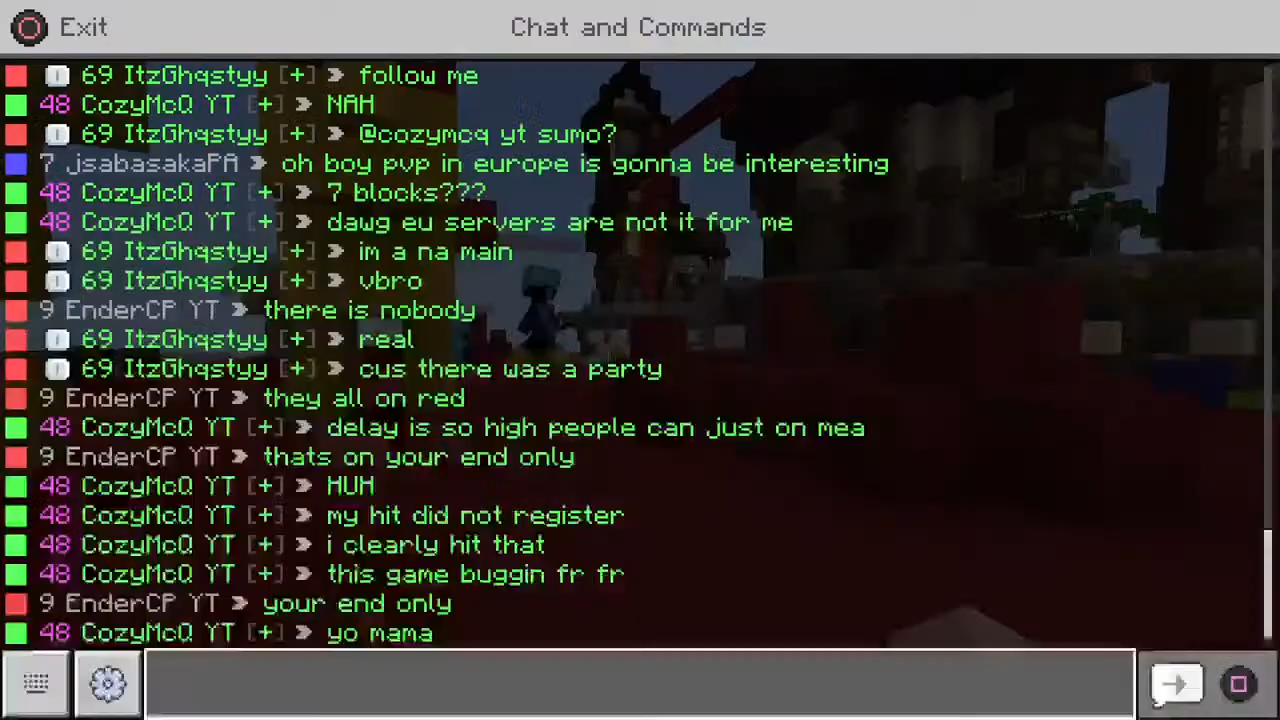 Exit
Chat and Commands
69 ItzGhqstyy [+] » follow me
48 CozyMcQ YT [+] » NAH
69 ItzGhqstyy [+] » @cozymcq yt sumo?
7 jsabasakaPA » oh boy pvp in europe is gonna be interesting
48 CozyMcQ YT [+] » 7 blocks???
48 CozyMcQ YT [+] » dawg eu servers are not it for me
69 ItzGhqstyy [+] » im a na main
69 ItzGhqstyy [+] » vbro
9 EnderCP YT » there is nobody
69 ItzGhqstyy [+] » real
69 ItzGhqstyy [+] » cus there was a party
9 EnderCP YT » they all on red
48 CozyMcQ YT [+] » delay is so high people can just on mea
9 EnderCP YT » thats on your end only
48 CozyMcQ YT [+] » HUH
48 CozyMcQ YT [+] » my hit did not register
48 CozyMcQ YT [+] » i clearly hit that
48 CozyMcQ YT [+] » this game buggin fr fr
9 EnderCP YT » your end only
48 CozyMcQ YT [+] » yo mama